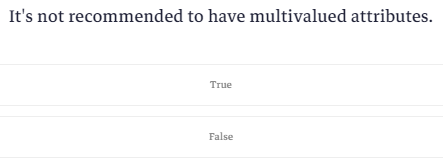 It's not recommended to have multivalued attributes.
True
False